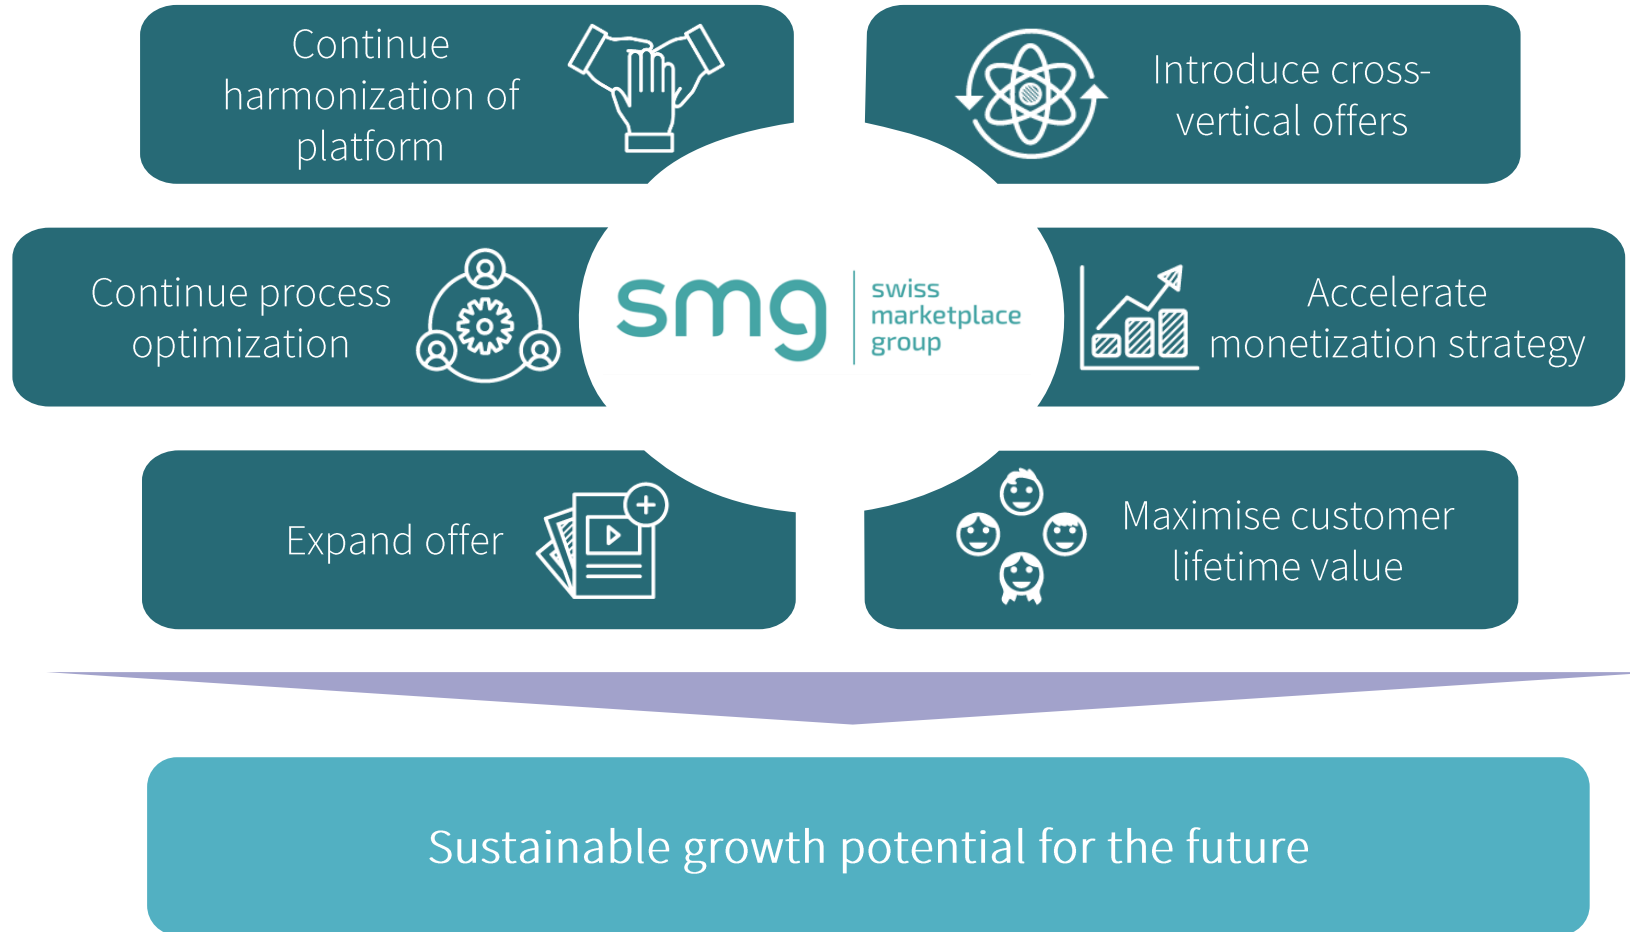 Continue
harmonization of
platform
Introduce cross-
vertical offers
Continue process
optimization
smg
swiss
marketplace
group
Accelerate
monetization strategy
Expand offer
Maximise customer
lifetime value
Sustainable growth potential for the future